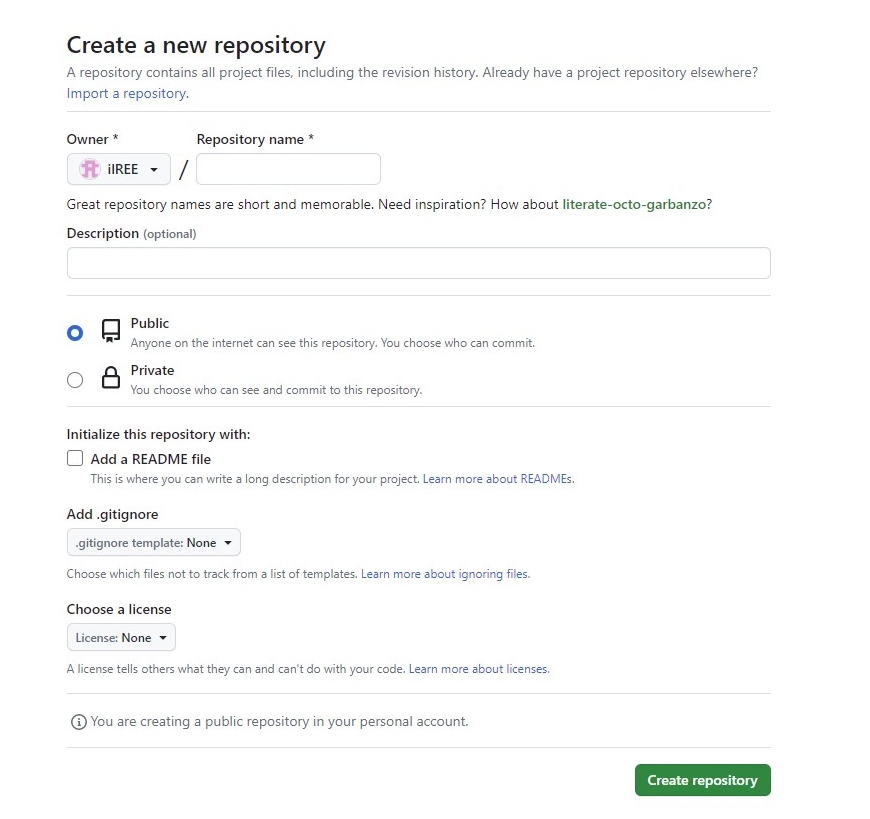 Create a new repository
A repository contains all project files, including the revision history. Already have a project repository elsewhere?
Import a repository.
Owner * Repository name *
iIREE /
Great repository names are short and memorable. Need inspiration? How about literate-octo-garbanzo?
Description (optional)
Public
Anyone on the internet can see this repository. You choose who can commit.
Private
You choose who can see and commit to this repository.
Initialize this repository with:
Add a README file
This is where you can write a long description for your project. Learn more about READMEs.
Add .gitignore
.gitignore template: None
Choose which files not to track from a list of templates. Learn more about ignoring files.
Choose a license
License: None
A license tells others what they can and can't do with your code. Learn more about licenses.
You are creating a public repository in your personal account.
Create repository